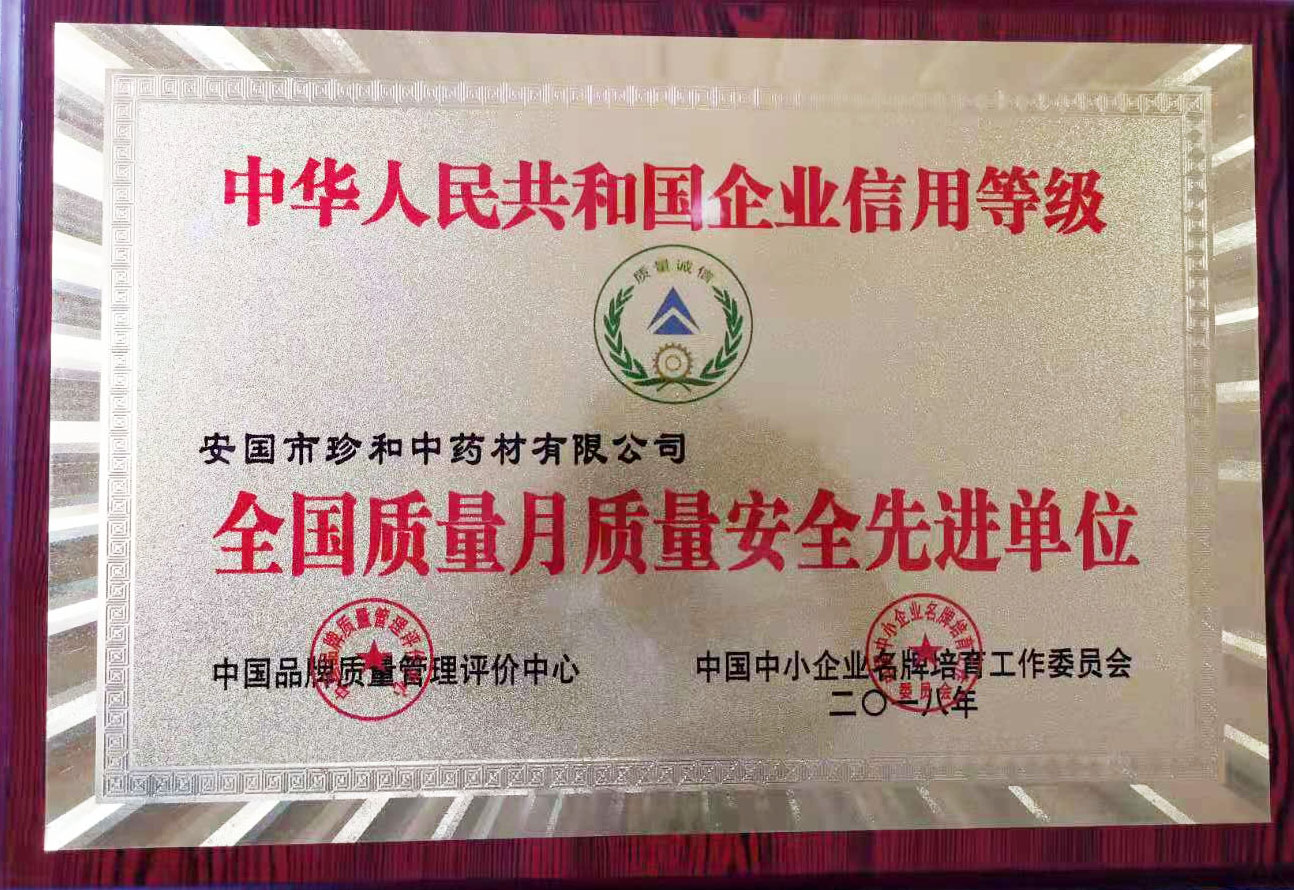 中华人民共和国企业信用等级
质量诚信
安国市珍和中药材有限公司
全国质量月质量安全先进单位
中国品牌质量管理评价中心
中国中小企业名牌培育工作委员会
二〇一八年